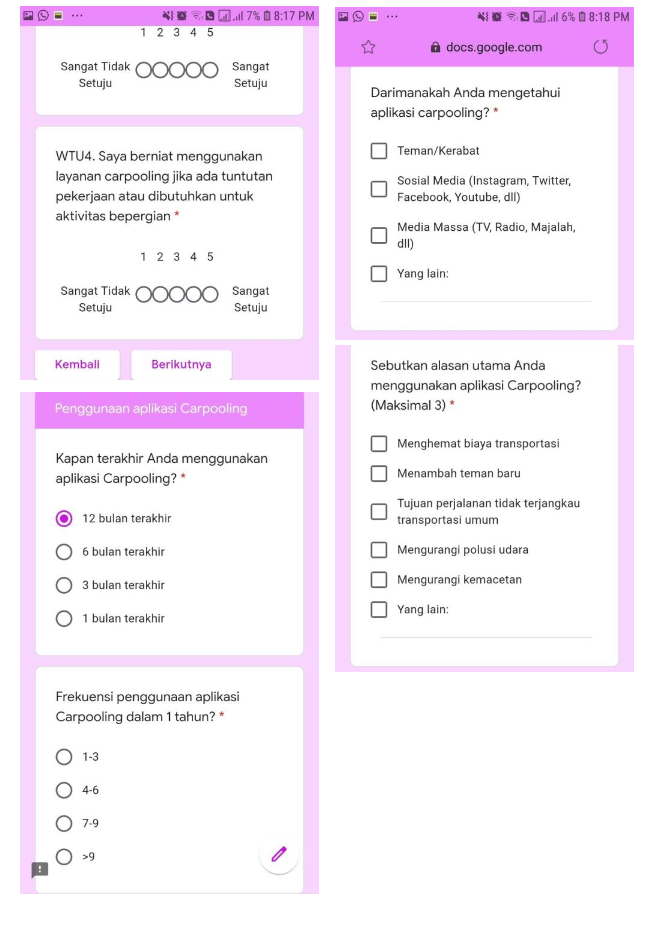 7% 8:17 PM
1 2 3 4 5
Sangat Tidak
Setuju
Sangat
Setuju
WTU4. Saya berniat menggunakan
layanan carpooling jika ada tuntutan
pekerjaan atau dibutuhkan untuk
aktivitas bepergian *
1 2 3 4 5
Sangat Tidak
Setuju
Sangat
Setuju
Kembali
Berikutnya
Penggunaan aplikasi Carpooling
Kapan terakhir Anda menggunakan
aplikasi Carpooling? *
12 bulan terakhir
6 bulan terakhir
3 bulan terakhir
1 bulan terakhir
Frekuensi penggunaan aplikasi
Carpooling dalam 1 tahun? *
1-3
4-6
7-9
>9
6% 8:18 PM
docs.google.com
Darimanakah Anda mengetahui
aplikasi carpooling? *
Teman/Kerabat
Sosial Media (Instagram, Twitter,
Facebook, Youtube, dll)
Media Massa (TV, Radio, Majalah,
dll)
Yang lain:
Sebutkan alasan utama Anda
menggunakan aplikasi Carpooling?
(Maksimal 3) *
Menghemat biaya transportasi
Menambah teman baru
Tujuan perjalanan tidak terjangkau
transportasi umum
Mengurangi polusi udara
Mengurangi kemacetan
Yang lain: